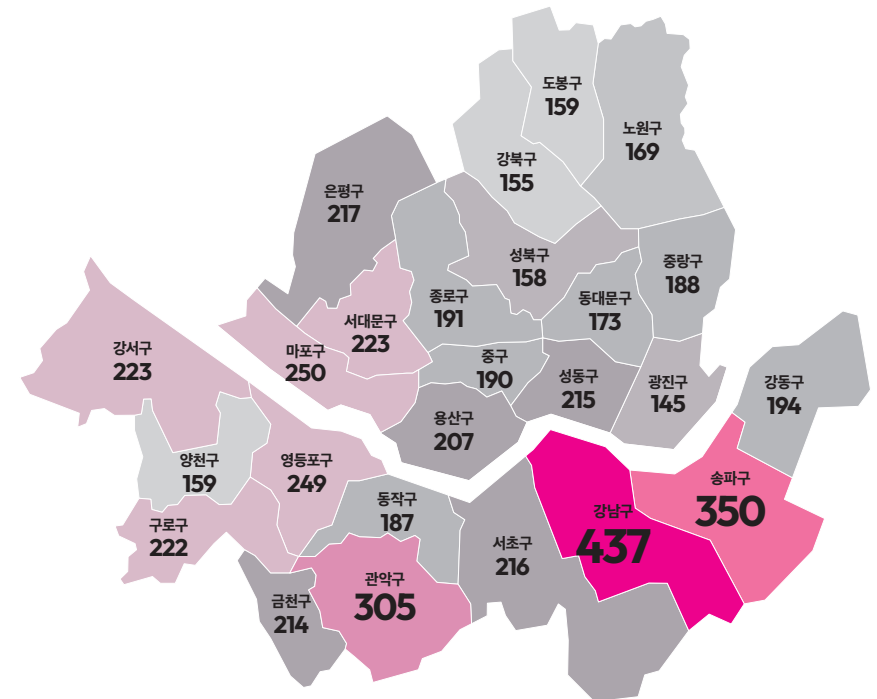 도봉구
159
노원구
169
강북구
155
은평구
217
성북구
158
중랑구
188
종로구
191
동대문구
173
서대문구
223
강서구
223
마포구
250
중구
190
성동구
215
광진구
145
강동구
194
용산구
207
양천구
159
영등포구
249
송파구
350
동작구
187
강남구
437
구로구
222
서초구
216
관악구
305
금천구
214